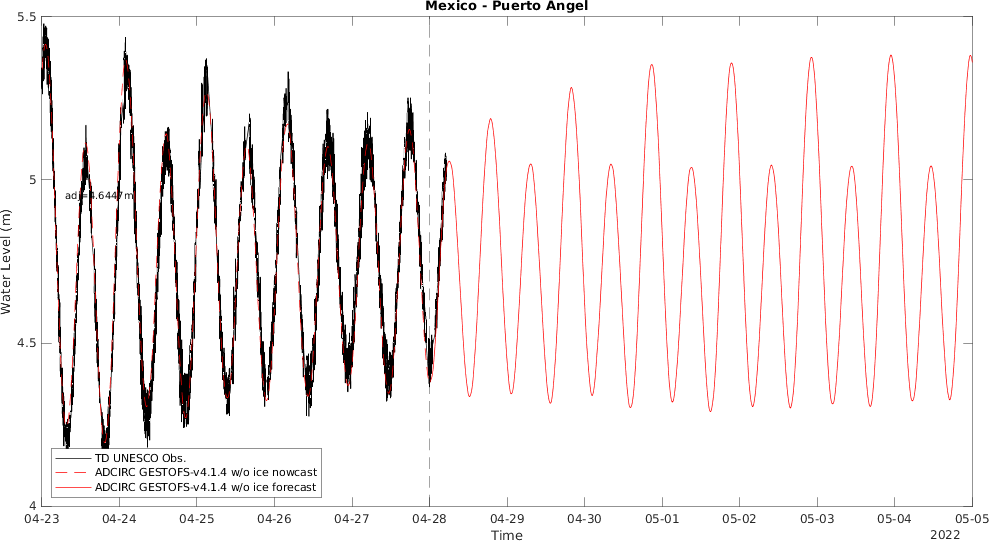 Mexico - Puerto Angel
5.5
5
4.5
4
Water Level (m)
adj=4.6447m
TD UNESCO Obs.
ADCIRC GESTOFS-v4.1.4 w/o ice nowcast
ADCIRC GESTOFS-v4.1.4 w/o ice forecast
04-23 04-24 04-25 04-26 04-27 04-28 04-29 04-30 05-01 05-02 05-03 05-04 05-05
Time
2022